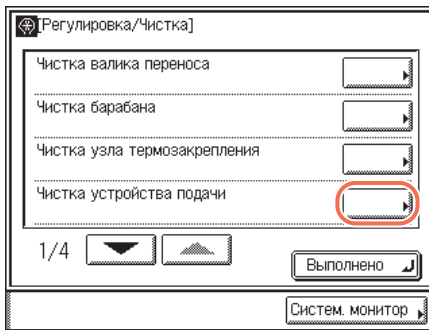 [Регулировка/Чистка]
Чистка валика переноса
Чистка барабана
Чистка узла термозакрепления
Чистка устройства подачи
1/4
Выполнено
Систем. монитор